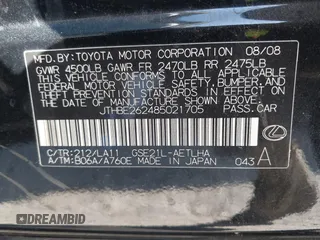 MFD.BY:TOYOTA MOTOR CORPORATION 08/08
GVWR 4500LB GAWR FR 2470LB RR 2475LB
THIS VEHICLE CONFORMS TO ALL APPLICABLE
FEDERAL MOTOR VEHICLE SAFETY, BUMPER, AND
THEFT PREVENTION STANDARDS IN EFFECT ON
THE DATE OF MANUFACTURE SHOWN ABOVE.
JTHBE262485021705 PASS.CAR
C/TR:212/LA11 GSE21L-AETLHA
A/TM:B06A/A760E MADE IN JAPAN 043 A
DEALRBID